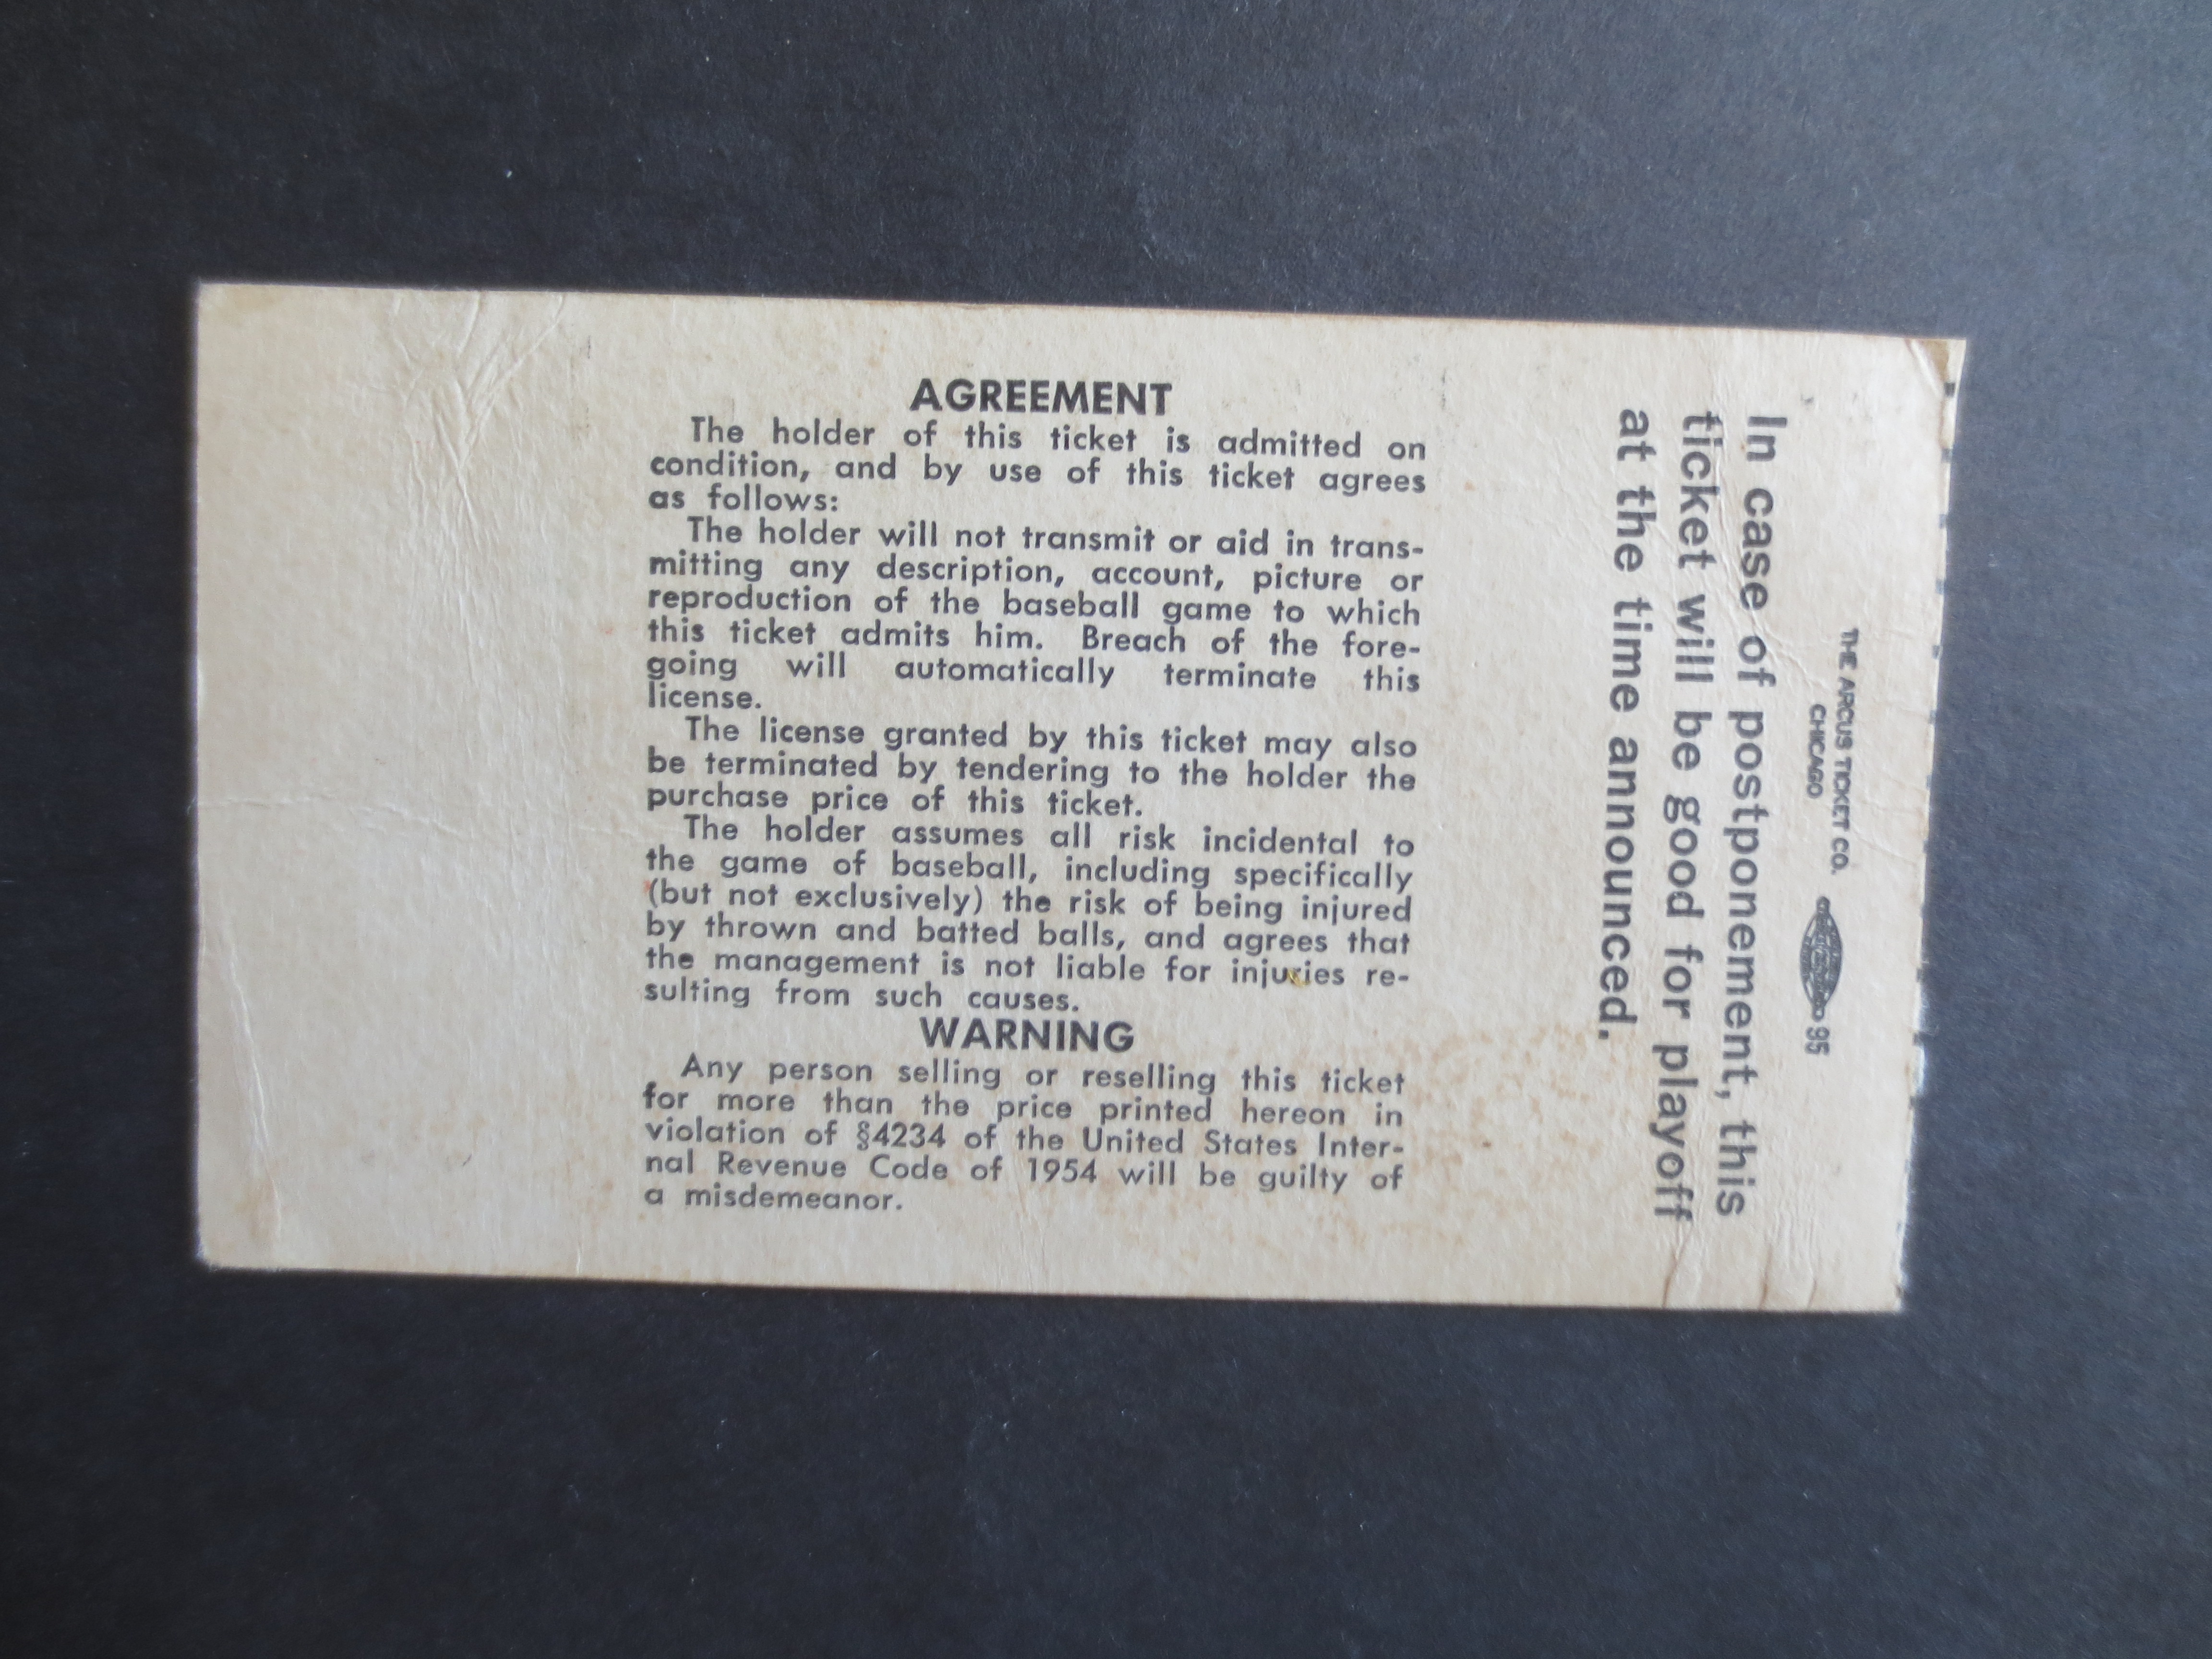 AGREEMENT
The holder of this ticket is admitted on
condition, and by use of this ticket agrees
as follows:
The holder will not transmit or aid in trans-
mitting any description, account, picture or
reproduction of the baseball game to which
this ticket admits him. Breach of the fore-
going will automatically terminate this
license.
The license granted by this ticket may also
be terminated by tendering to the holder the
purchase price of this ticket.
The holder assumes all risk incidental to
the game of baseball, including specifically
(but not exclusively) the risk of being injured
by thrown and batted balls, and agrees that
the management is not liable for injuries re-
sulting from such causes.
WARNING
Any person selling or reselling this ticket
for more than the price printed hereon in
violation of §4234 of the United States Inter-
nal Revenue Code of 1954 will be guilty of
a misdemeanor.
In case of postponement, this
ticket will be good for playoff
at the time announced.
THE ARCUS TICKET CO.
CHICAGO
95